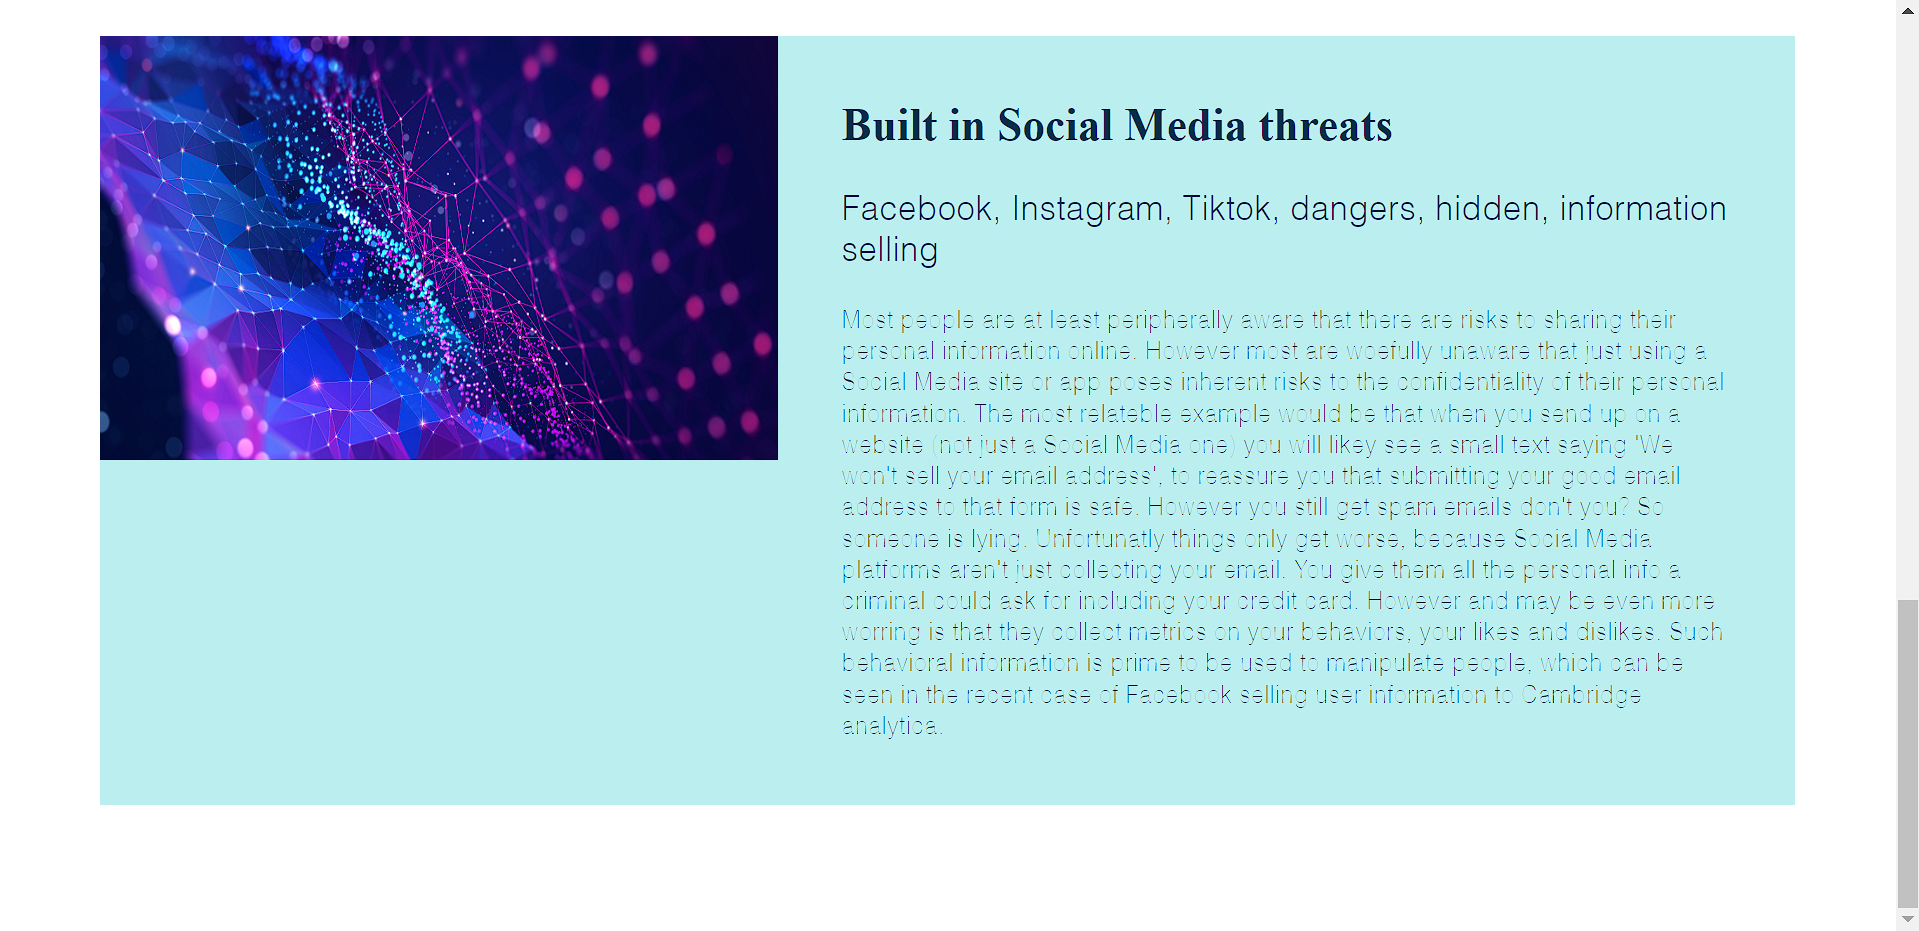 Built in Social Media threats
Facebook, Instagram, Tiktok, dangers, hidden, information
selling
Most people are at least peripherally aware that there are risks to sharing their
personal information online. However most are woefully unaware that just using a
Social Media site or app poses inherent risks to the confidentiality of their personal
information. The most relateble example would be that when you send up on a
website (not just a Social Media one) you will likey see a small text saying 'We
won't sell your email address', to reassure you that submitting your good email
address to that form is safe. However you still get spam emails don't you? So
someone is lying. Unfortunatly things only get worse, because Social Media
platforms aren't just collecting your email. You give them all the personal info a
criminal could ask for including your credit card. However and may be even more
worring is that they collect metrics on your behaviors, your likes and dislikes. Such
behavioral information is prime to be used to manipulate people, which can be
seen in the recent case of Facebook selling user information to Cambridge
analytica.